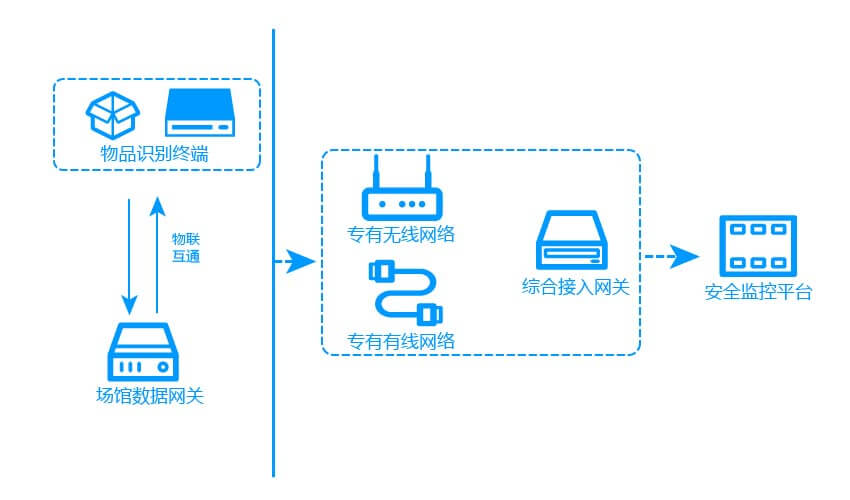 物品识别终端
物联
互通
场馆数据网关
专有无线网络
专有有线网络
综合接入网关
安全监控平台